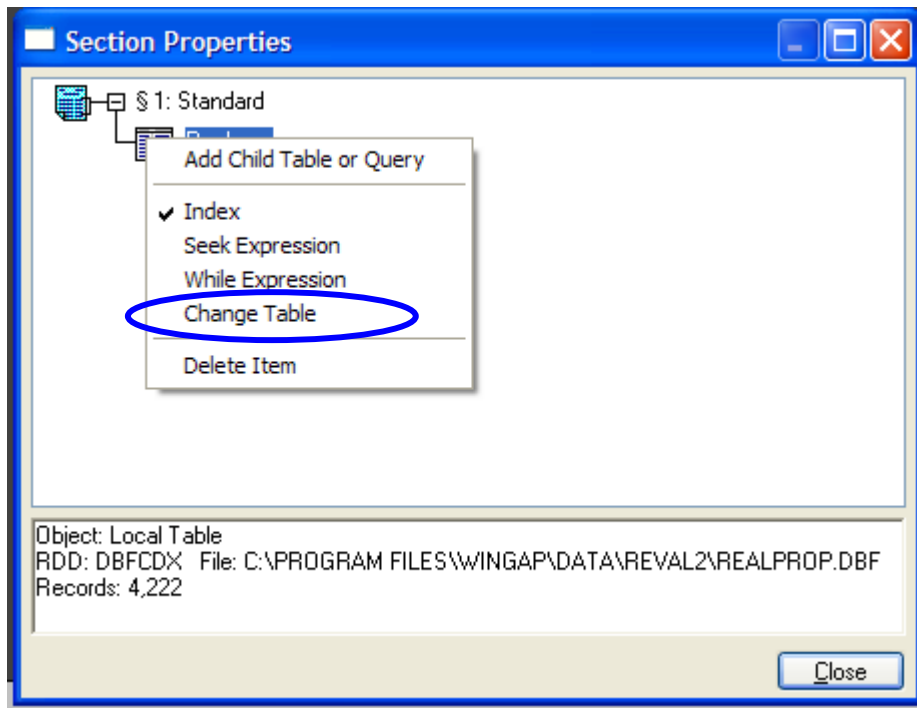 Section Properties
§ 1: Standard
Add Child Table or Query
Index
Seek Expression
While Expression
Change Table
Delete Item
Object: Local Table
RDD: DBFCDX File: C:\PROGRAM FILES\WINGAP\DATA\REVAL2\REALPROP.DBF
Records: 4,222
Close